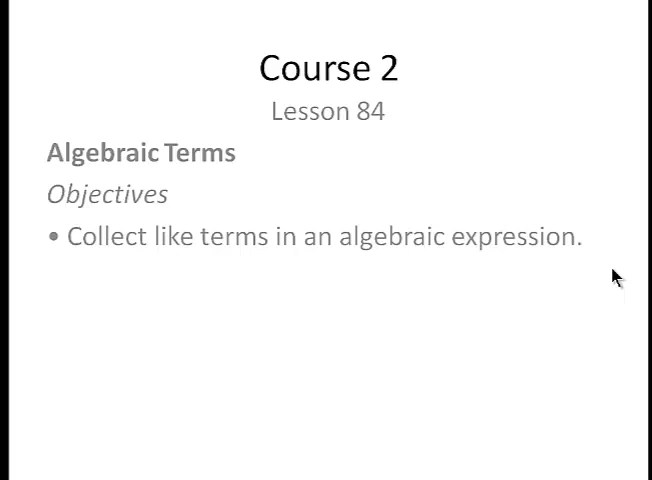 Course 2
Lesson 84
Algebraic Terms
Objectives
• Collect like terms in an algebraic expression.